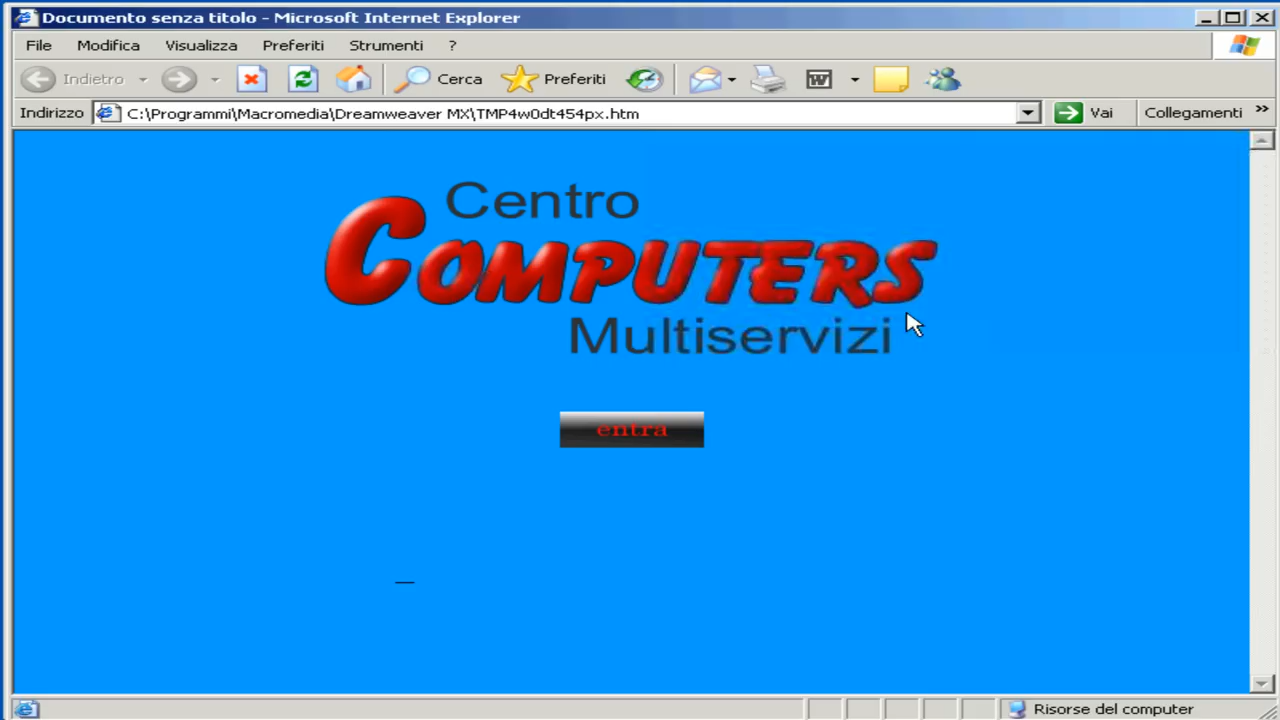 Documento senza titolo - Microsoft Internet Explorer
File Modifica Visualizza Preferiti Strumenti ?
Indietro Cerca Preferiti
Indirizzo C:\Programmi\Macromedia\Dreamweaver MX\TMP4w0dt454px.htm Vai Collegamenti »
Centro
COMPUTERS
Multiservizi
entra
Risorse del computer